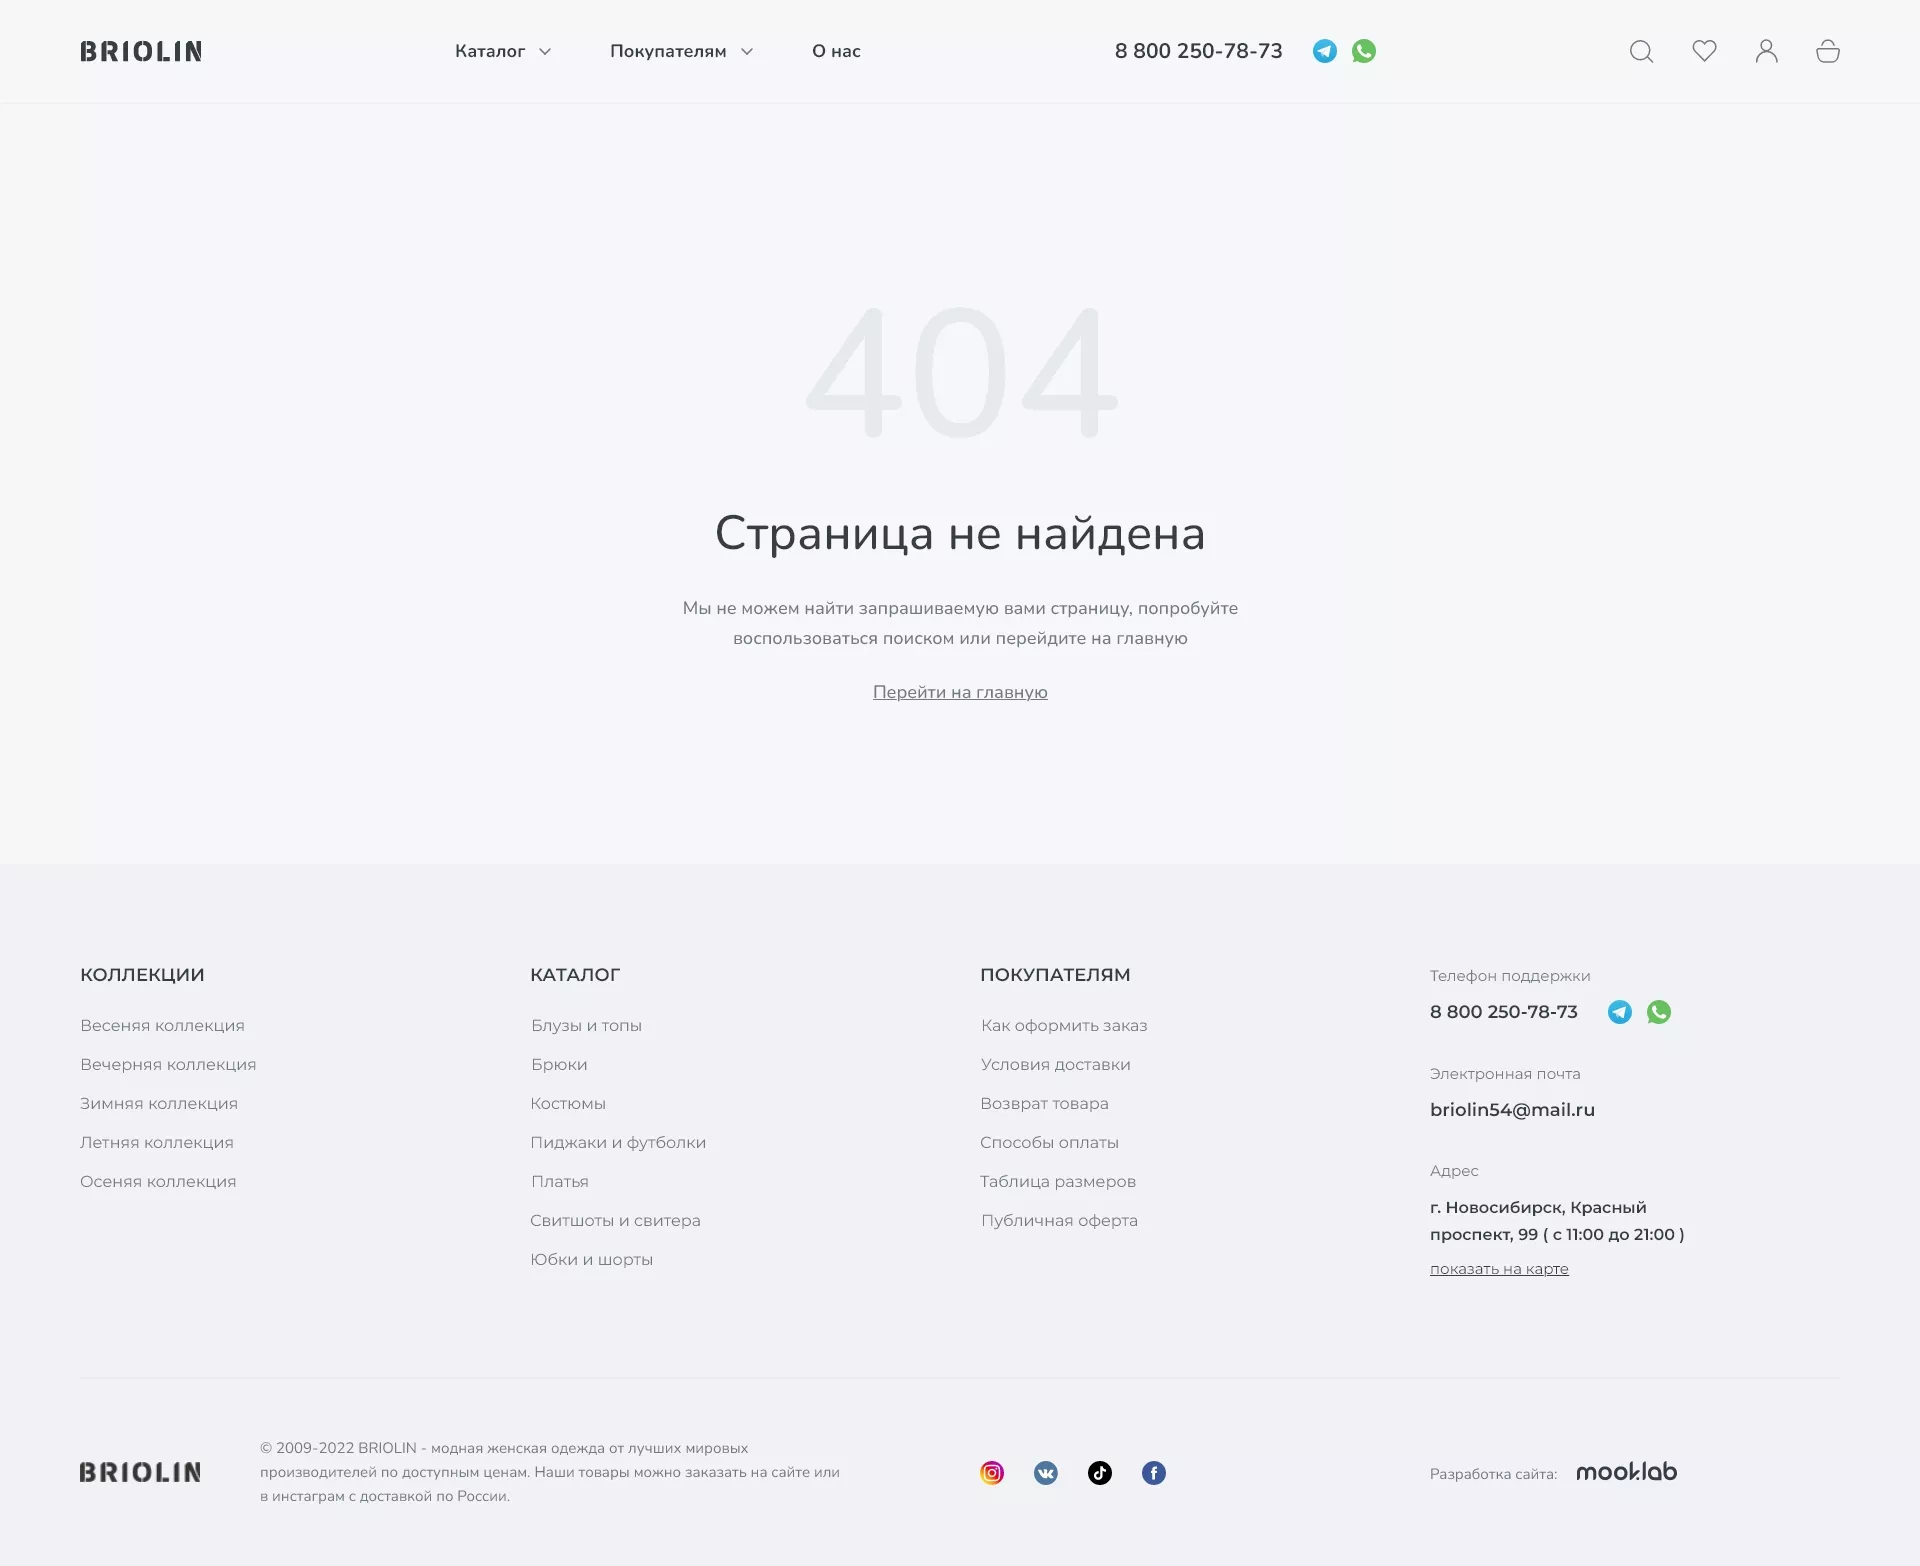 BRIOLIN
Каталог
Покупателям
О нас
8 800 250-78-73
404
Страница не найдена
Мы не можем найти запрашиваемую вами страницу, попробуйте
воспользоваться поиском или перейдите на главную
Перейти на главную
КОЛЛЕКЦИИ
Весеняя коллекция
Вечерняя коллекция
Зимняя коллекция
Летняя коллекция
Осеняя коллекция
КАТАЛОГ
Блузы и топы
Брюки
Костюмы
Пиджаки и футболки
Платья
Свитшоты и свитера
Юбки и шорты
ПОКУПАТЕЛЯМ
Как оформить заказ
Условия доставки
Возврат товара
Способы оплаты
Таблица размеров
Публичная оферта
Телефон поддержки
8 800 250-78-73
Электронная почта
briolin54@mail.ru
Адрес
г. Новосибирск, Красный
проспект, 99 ( с 11:00 до 21:00 )
показать на карте
BRIOLIN
© 2009-2022 BRIOLIN - модная женская одежда от лучших мировых
производителей по доступным ценам. Наши товары можно заказать на сайте или
в инстаграм с доставкой по России.
Разработка сайта:
mooklab